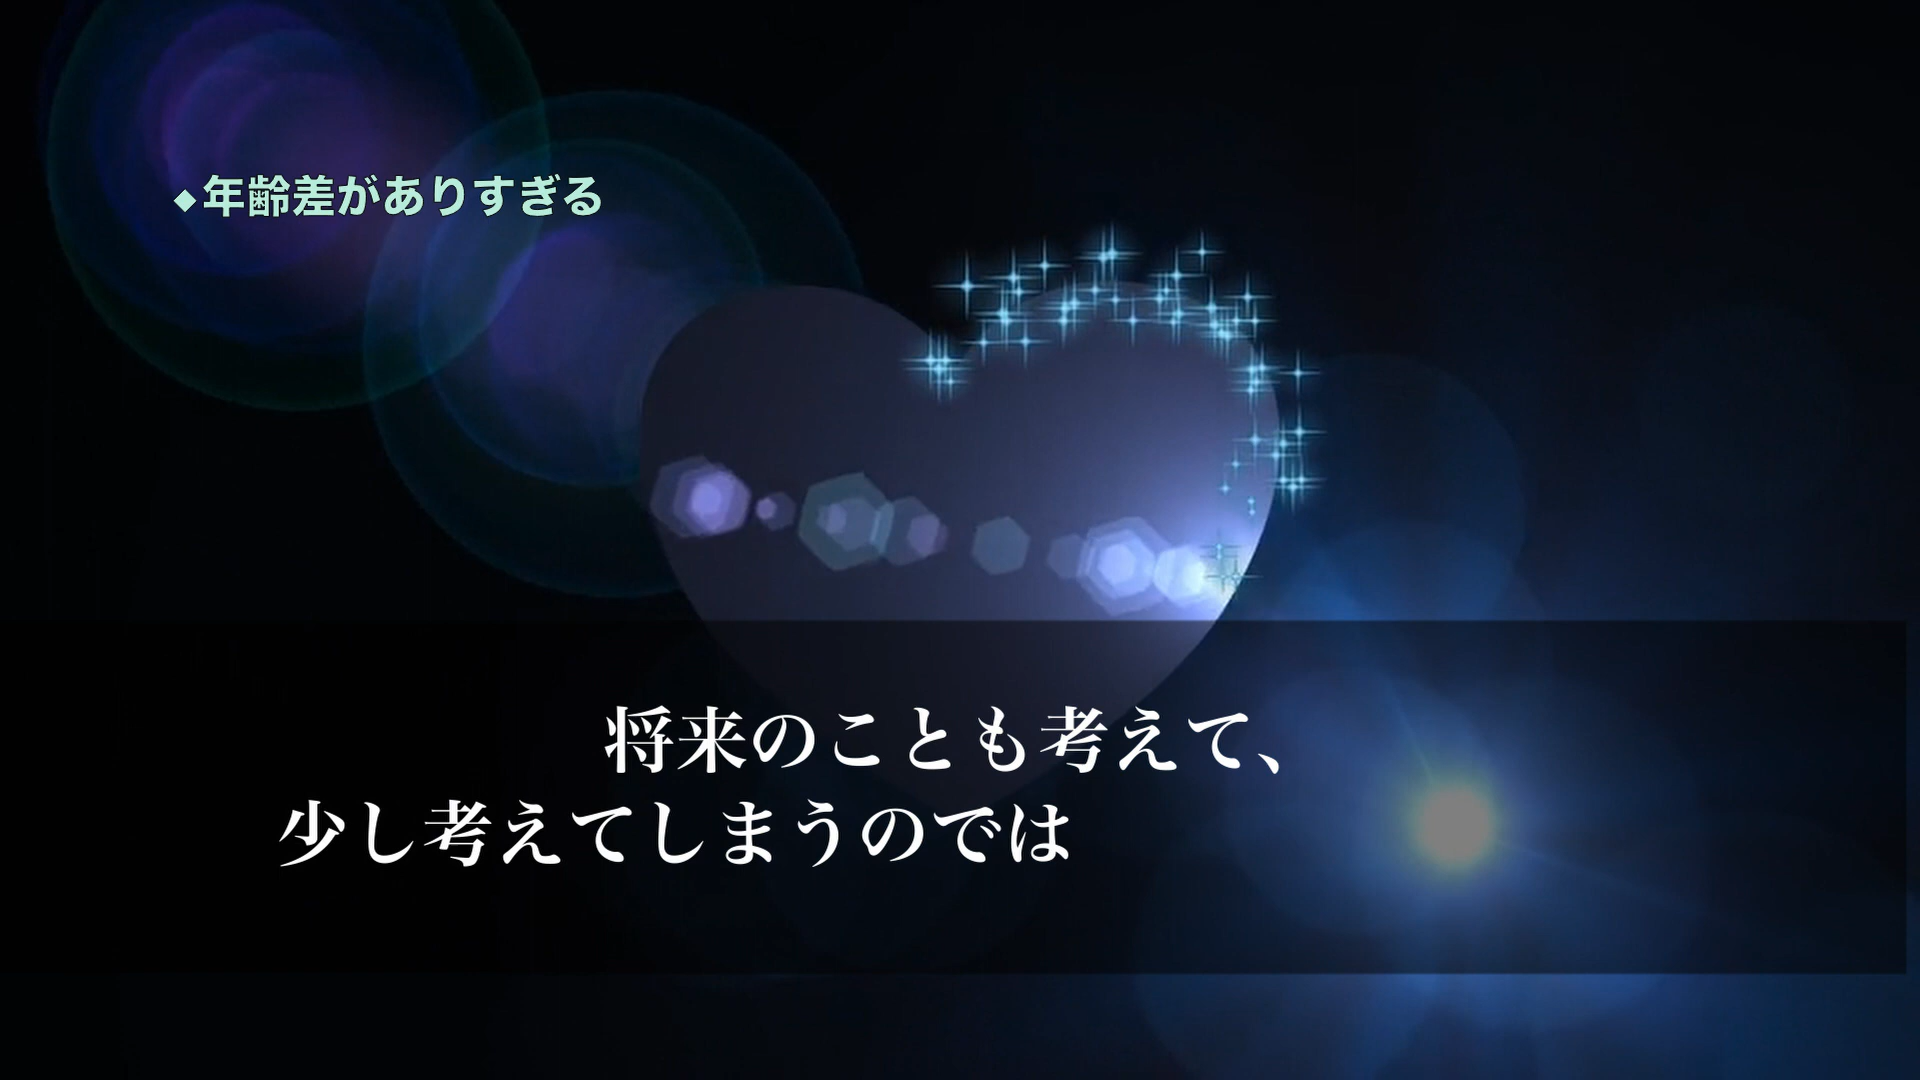 ◆年齢差がありすぎる
将来のことも考えて、
少し考えてしまうのでは